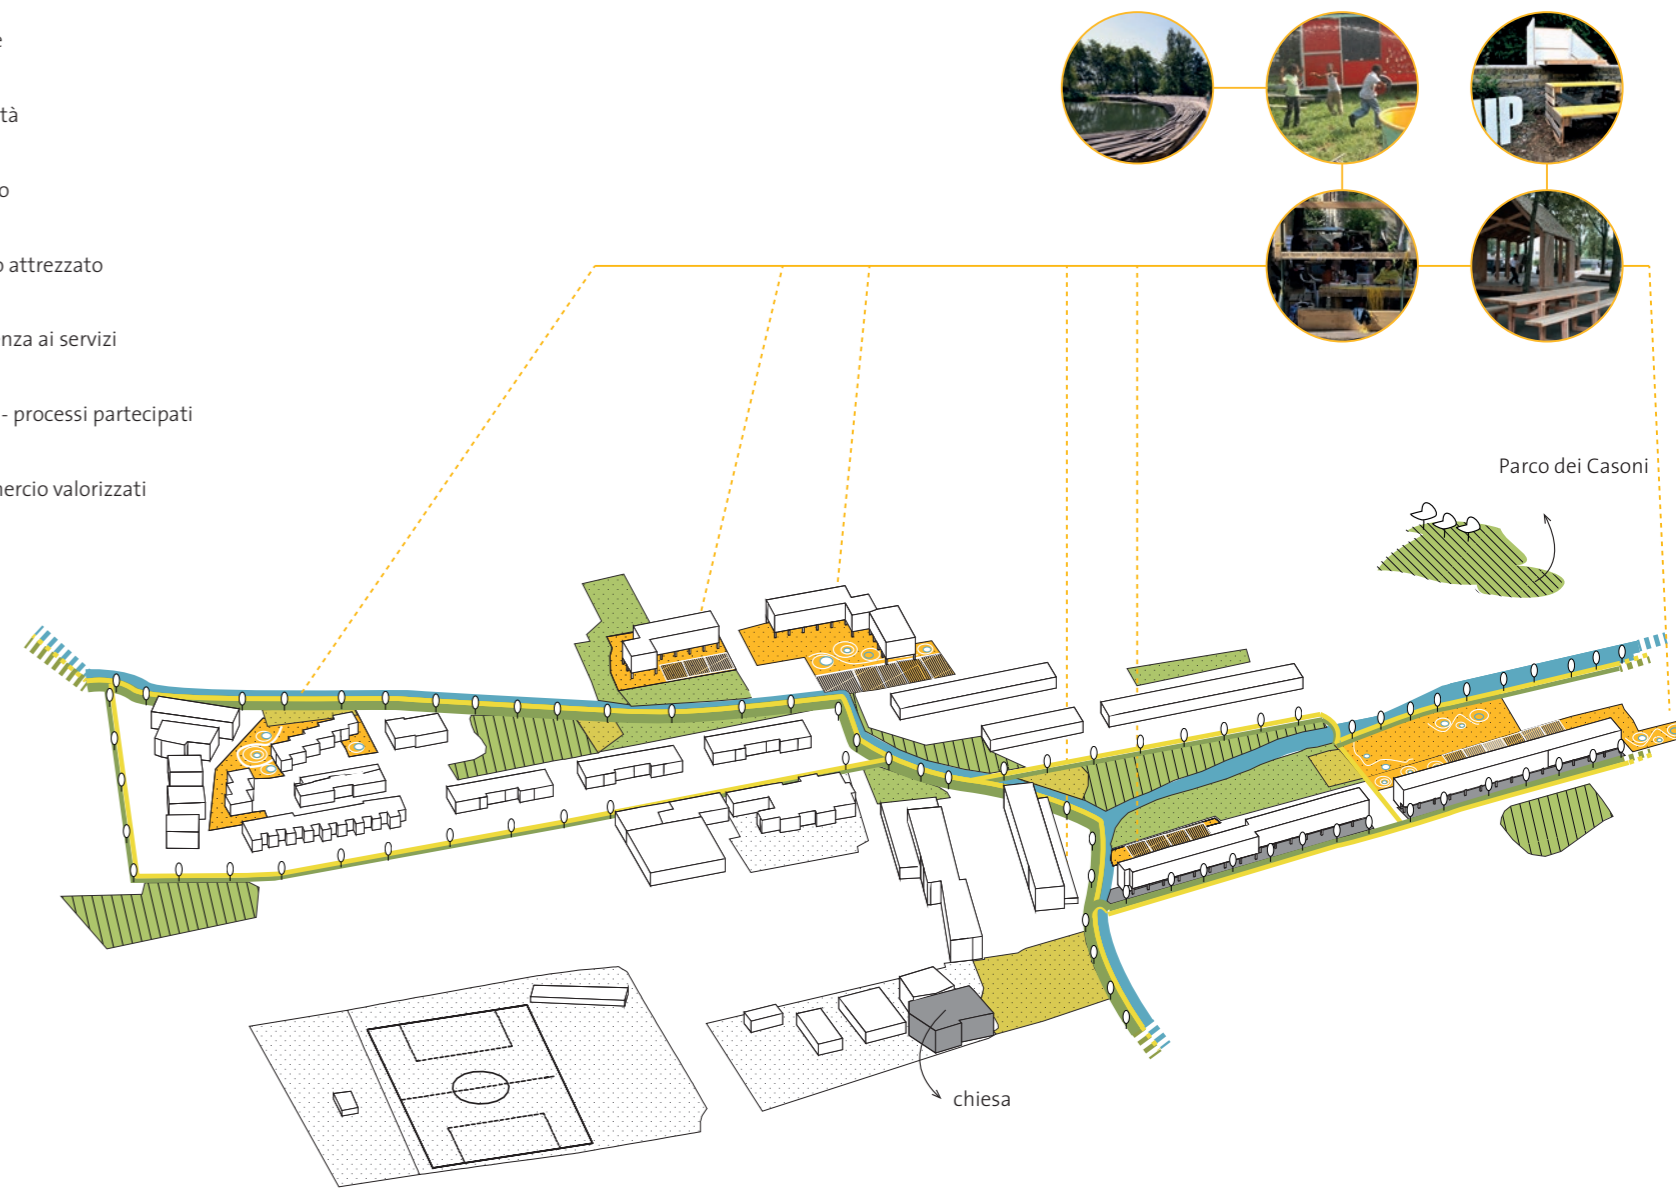 e
tà
o
o attrezzato
nza ai servizi
- processi partecipati
nercio valorizzati
UP
Parco dei Casoni
chiesa